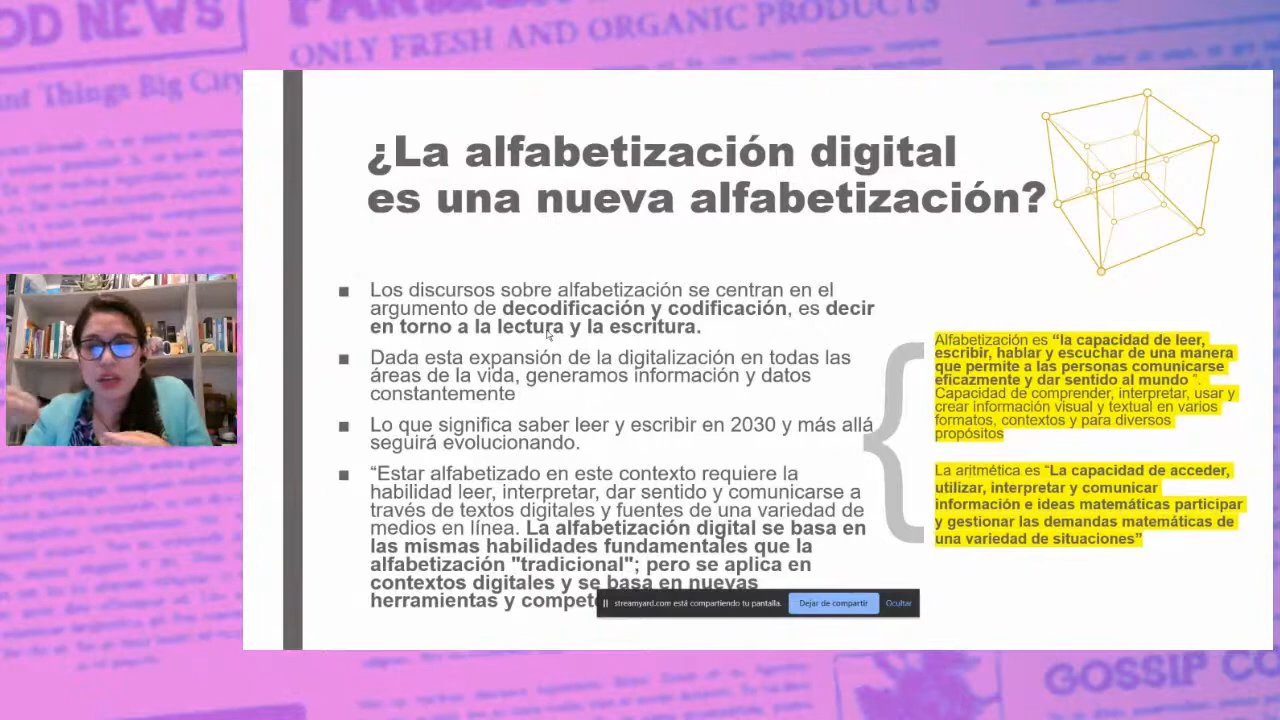 OD NEWS
ONLY FRESH AND ORGANIC PRODUCTS
Things Big City
¿La alfabetización digital
es una nueva alfabetización?
■ Los discursos sobre alfabetización se centran en el
argumento de decodificación y codificación, es decir
en torno a la lectura y la escritura.
■ Dada esta expansión de la digitalización en todas las
áreas de la vida, generamos información y datos
constantemente
■ Lo que significa saber leer y escribir en 2030 y más allá
seguirá evolucionando.
■ “Estar alfabetizado en este contexto requiere la
habilidad leer, interpretar, dar sentido y comunicarse a
través de textos digitales y fuentes de una variedad de
medios en línea. La alfabetización digital se basa en
las mismas habilidades fundamentales que la
alfabetización "tradicional"; pero se aplica en
contextos digitales y se basa en nuevas
herramientas y compet
Alfabetización es “la capacidad de leer,
escribir, hablar y escuchar de una manera
que permite a las personas comunicarse
eficazmente y dar sentido al mundo ”.
Capacidad de comprender, interpretar, usar y
crear información visual y textual en varios
formatos, contextos y para diversos
propósitos
La aritmética es “La capacidad de acceder,
utilizar, interpretar y comunicar
información e ideas matemáticas participar
y gestionar las demandas matemáticas de
una variedad de situaciones”
streamyard.com está compartiendo tu pantalla. Dejar de compartir Ocultar
GOSSIP CO